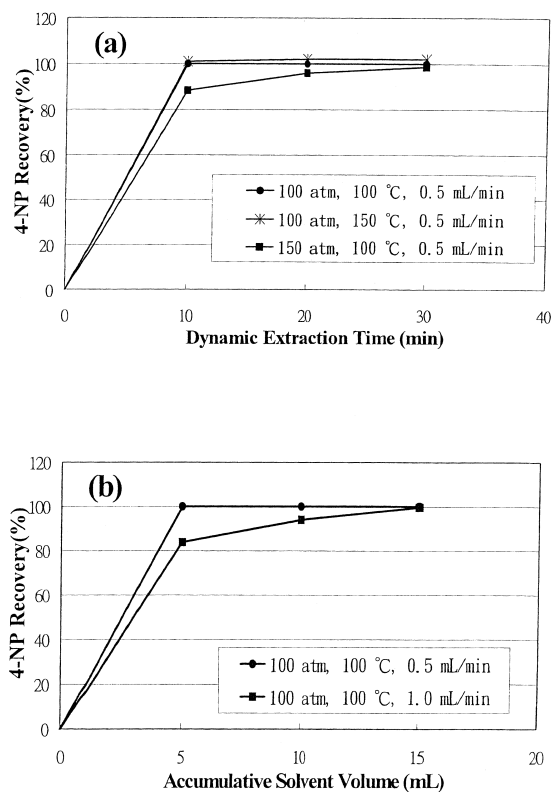 (a)
120
100
80
60
40
20
0
4-NP Recovery(%)
100 atm, 100 ℃, 0.5 mL/min
100 atm, 150 ℃, 0.5 mL/min
150 atm, 100 ℃, 0.5 mL/min
0 10 20 30 40
Dynamic Extraction Time (min)
(b)
120
100
80
60
40
20
0
4-NP Recovery(%)
100 atm, 100 ℃, 0.5 mL/min
100 atm, 100 ℃, 1.0 mL/min
0 5 10 15 20
Accumulative Solvent Volume (mL)